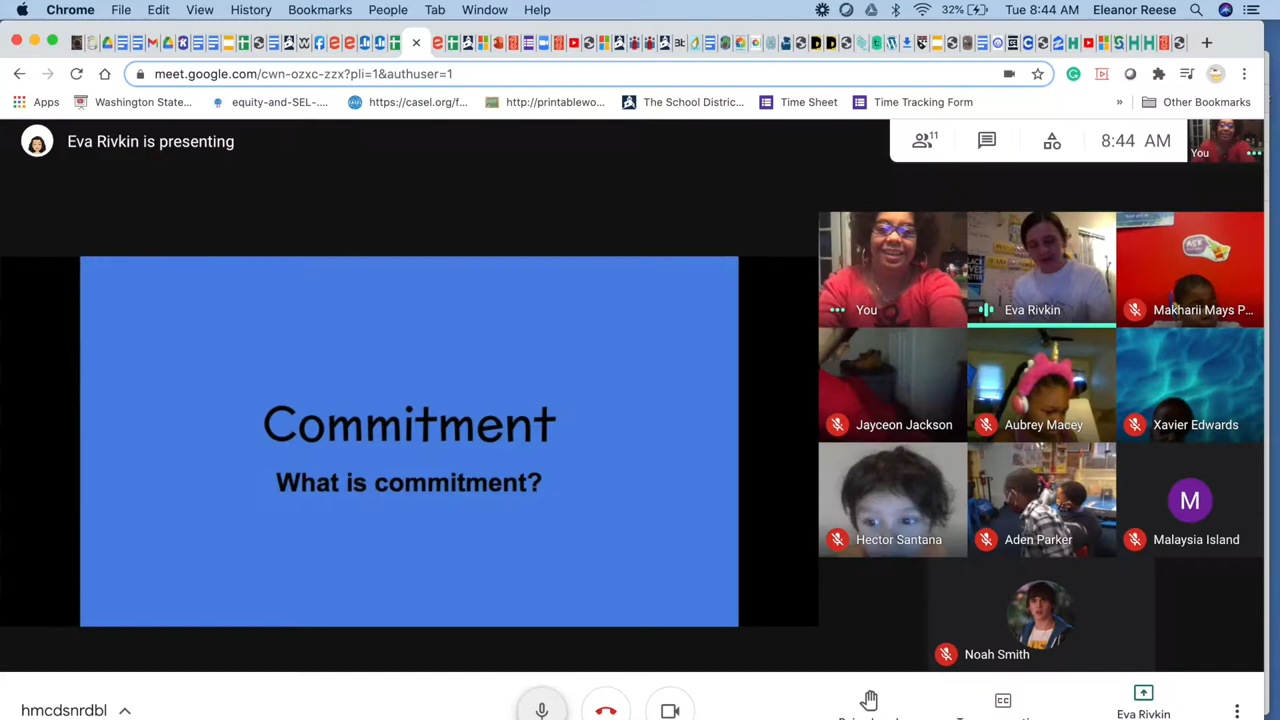 Chrome File Edit View History Bookmarks People Tab Window Help 32% Tue 8:44 AM Eleanor Reese
meet.google.com/cwn-ozxc-zzx?pli=1&authuser=1
Apps Washington State... equity-and-SEL-... https://casel.org/f... http://printablewo... The School Distric... Time Sheet Time Tracking Form » Other Bookmarks
Eva Rivkin is presenting
11
8:44 AM
You
Commitment
What is commitment?
You
Eva Rivkin
Makharii Mays P...
Jayceon Jackson
Aubrey Macey
Xavier Edwards
Hector Santana
Aden Parker
M
Malaysia Island
Noah Smith
hmcdsnrdbl
CC
Eva Rivkin